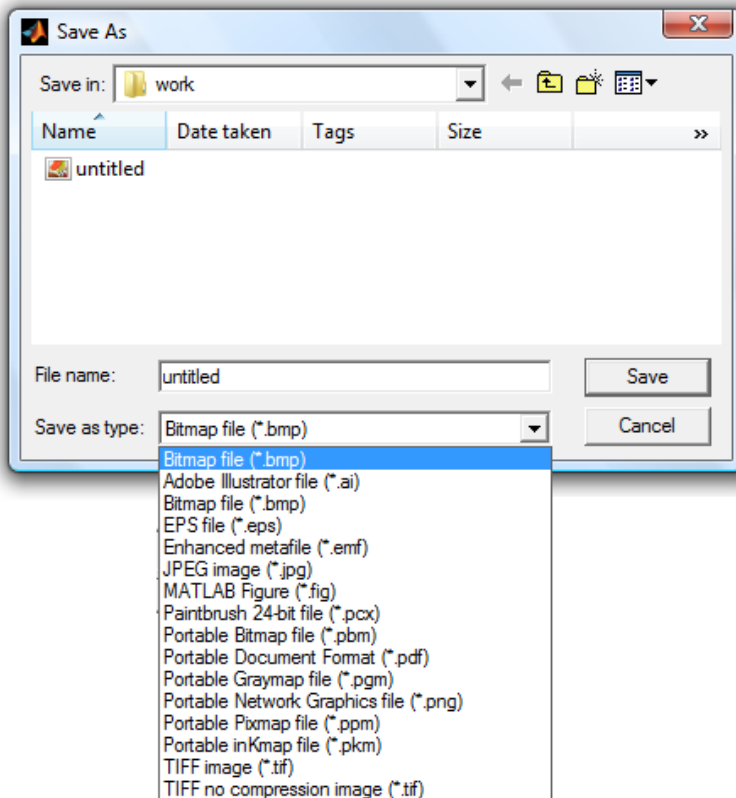 Save As
Save in: work
Name Date taken Tags Size »
untitled
File name: untitled Save
Save as type: Bitmap file (*.bmp) Cancel
Bitmap file (*.bmp)
Adobe Illustrator file (*.ai)
Bitmap file (*.bmp)
EPS file (*.eps)
Enhanced metafile (*.emf)
JPEG image (*.jpg)
MATLAB Figure (*.fig)
Paintbrush 24-bit file (*.pcx)
Portable Bitmap file (*.pbm)
Portable Document Format (*.pdf)
Portable Graymap file (*.pgm)
Portable Network Graphics file (*.png)
Portable Pixmap file (*.ppm)
Portable inKmap file (*.pkm)
TIFF image (*.tif)
TIFF no compression image (*.tif)